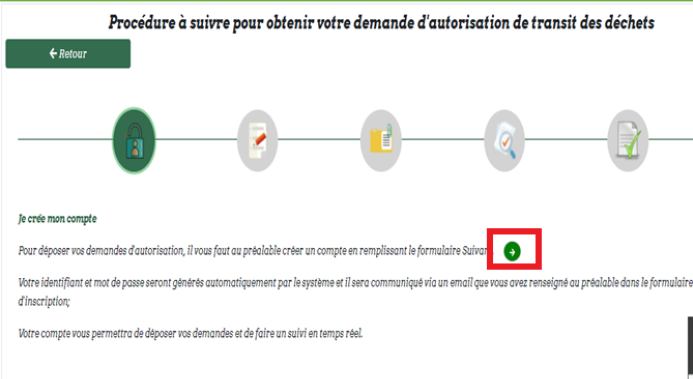 Procédure à suivre pour obtenir votre demande d'autorisation de transit des déchets
Retour
Je crée mon compte
Pour déposer vos demandes d'autorisation, il vous faut au préalable créer un compte en remplissant le formulaire
Votre identifiant et mot de passe seront générés automatiquement par le système et il sera communiqué via un email que vous avez renseigné au préalable dans le formulaire
d'inscription;
Votre compte vous permettra de déposer vos demandes et de faire un suivi en temps réel.